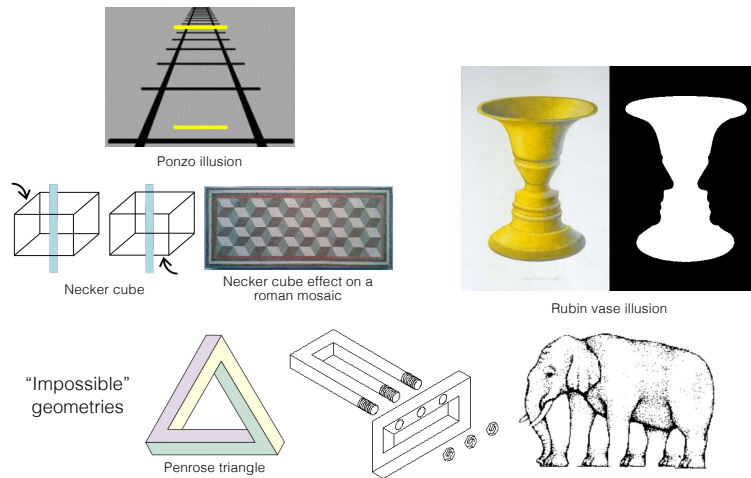 Ponzo illusion
Necker cube
Necker cube effect on a
roman mosaic
Rubin vase illusion
“Impossible”
geometries
Penrose triangle